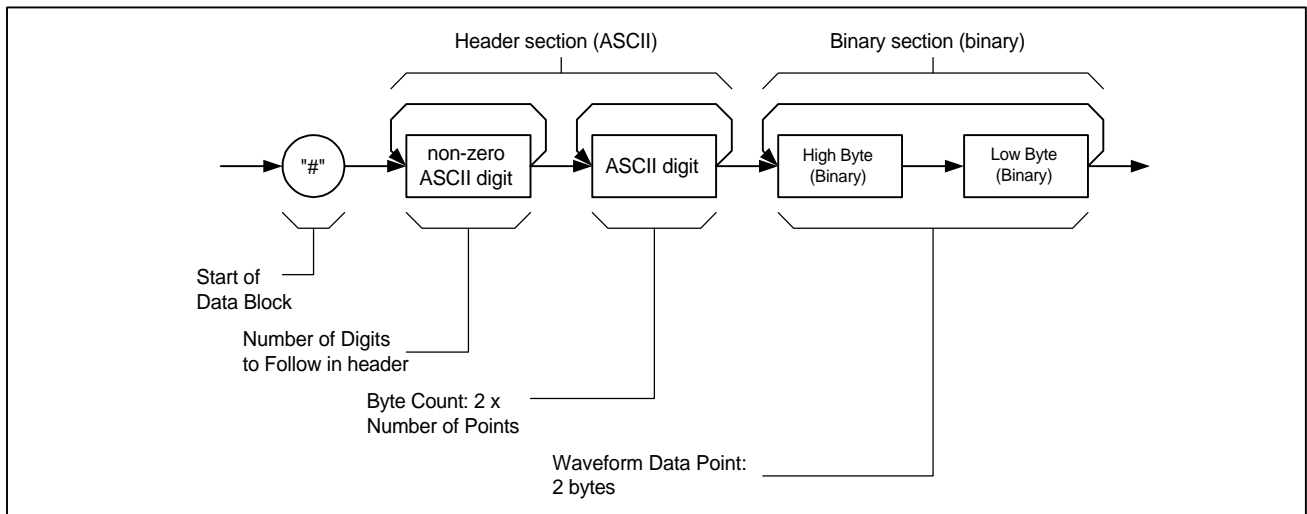 Header section (ASCII)
Binary section (binary)
"#"
non-zero
ASCII digit
ASCII digit
High Byte
(Binary)
Low Byte
(Binary)
Start of
Data Block
Number of Digits
to Follow in header
Byte Count: 2 x
Number of Points
Waveform Data Point:
2 bytes